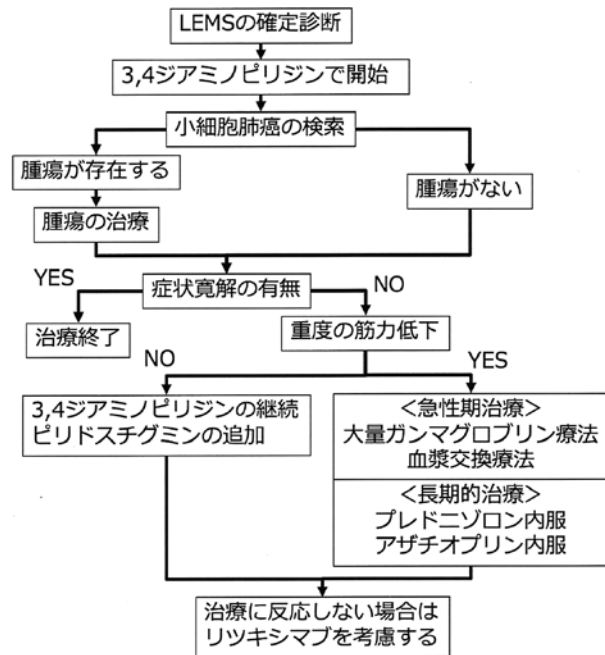 LEMSの確定診断
3,4ジアミノピリジンで開始
小細胞肺癌の検索
腫瘍が存在する
腫瘍がない
腫瘍の治療
YES
症状寛解の有無
NO
治療終了
重度の筋力低下
NO
YES
3,4ジアミノピリジンの継続
ピリドスチグミンの追加
<急性期治療>
大量ガンマグロブリン療法
血漿交換療法
<長期的治療>
プレドニゾロン内服
アザチオプリン内服
治療に反応しない場合は
リツキシマブを考慮する